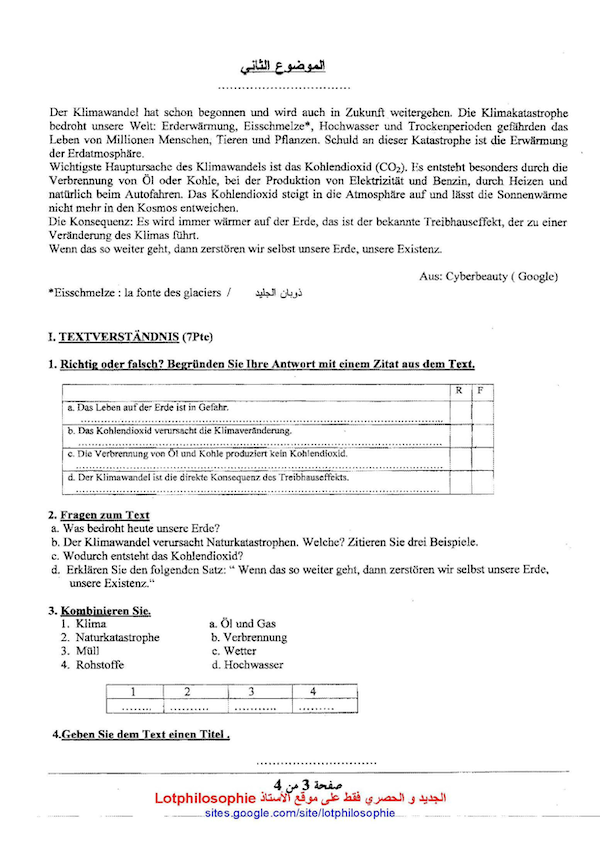 الموضوع الثاني
.................................
Der Klimawandel hat schon begonnen und wird auch in Zukunft weitergehen. Die Klimakatastrophe
bedroht unsere Welt: Erderwärmung, Eisschmelze*, Hochwasser und Trockenperioden gefährden das
Leben von Millionen Menschen, Tieren und Pflanzen. Schuld an dieser Katastrophe ist die Erwärmung
der Erdatmosphäre.
Wichtigste Hauptursache des Klimawandels ist das Kohlendioxid (CO₂). Es entsteht besonders durch die
Verbrennung von Öl oder Kohle, bei der Produktion von Elektrizität und Benzin, durch Heizen und
natürlich beim Autofahren. Das Kohlendioxid steigt in die Atmosphäre auf und lässt die Sonnenwärme
nicht mehr in den Kosmos entweichen.
Die Konsequenz: Es wird immer wärmer auf der Erde, das ist der bekannte Treibhauseffekt, der zu einer
Veränderung des Klimas führt.
Wenn das so weiter geht, dann zerstören wir selbst unsere Erde, unsere Existenz.
Aus: Cyberbeauty ( Google)
*Eisschmelze : la fonte des glaciers / ذوبان الجليد
I. TEXTVERSTÄNDNIS (7Pte)
1. Richtig oder falsch? Begründen Sie Ihre Antwort mit einem Zitat aus dem Text.
R F
a. Das Leben auf der Erde ist in Gefahr.
..........................................................................................
b. Das Kohlendioxid verursacht die Klimaveränderung.
..........................................................................................
c. Die Verbrennung von Öl und Kohle produziert kein Kohlendioxid.
..........................................................................................
d. Der Klimawandel ist die direkte Konsequenz des Treibhauseffekts.
..........................................................................................
2. Fragen zum Text
a. Was bedroht heute unsere Erde?
b. Der Klimawandel verursacht Naturkatastrophen. Welche? Zitieren Sie drei Beispiele.
c. Wodurch entsteht das Kohlendioxid?
d. Erklären Sie den folgenden Satz: “ Wenn das so weiter geht, dann zerstören wir selbst unsere Erde,
unsere Existenz.“
3. Kombinieren Sie.
1. Klima a. Öl und Gas
2. Naturkatastrophe b. Verbrennung
3. Müll c. Wetter
4. Rohstoffe d. Hochwasser
1 2 3 4
........ .......... ........... .........
4.Geben Sie dem Text einen Titel .
..............................
صفحة 3 من 4
الجديد و الحصري فقط على موقع الأستاذ Lotphilosophie
sites.google.com/site/lotphilosophie